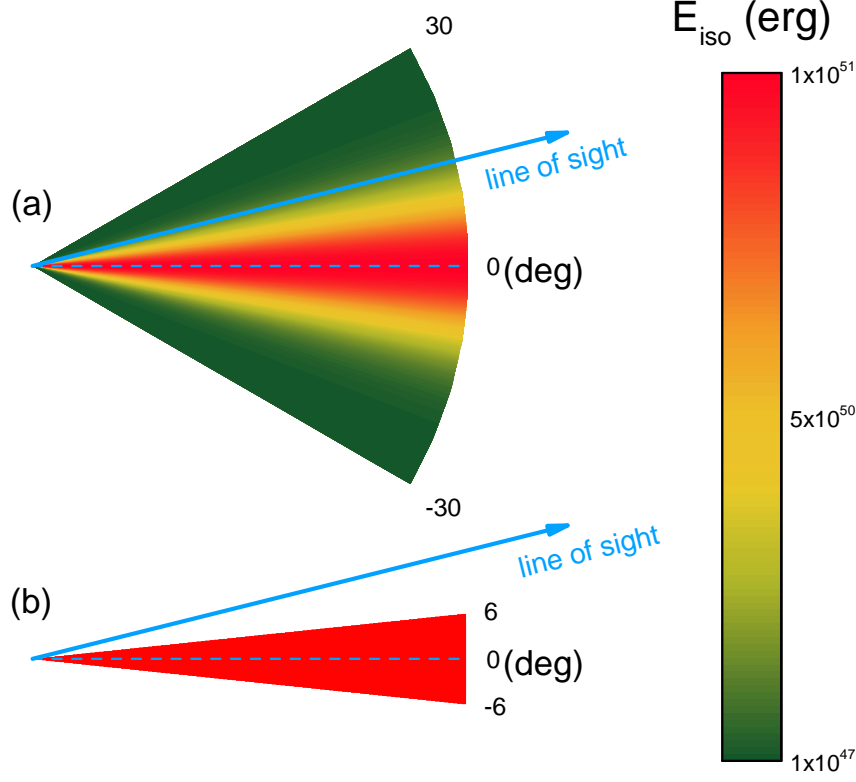 30
E_iso (erg)
1x10^51
line of sight
(a)
0 (deg)
5x10^50
-30
line of sight
(b)
6
0 (deg)
-6
1x10^47